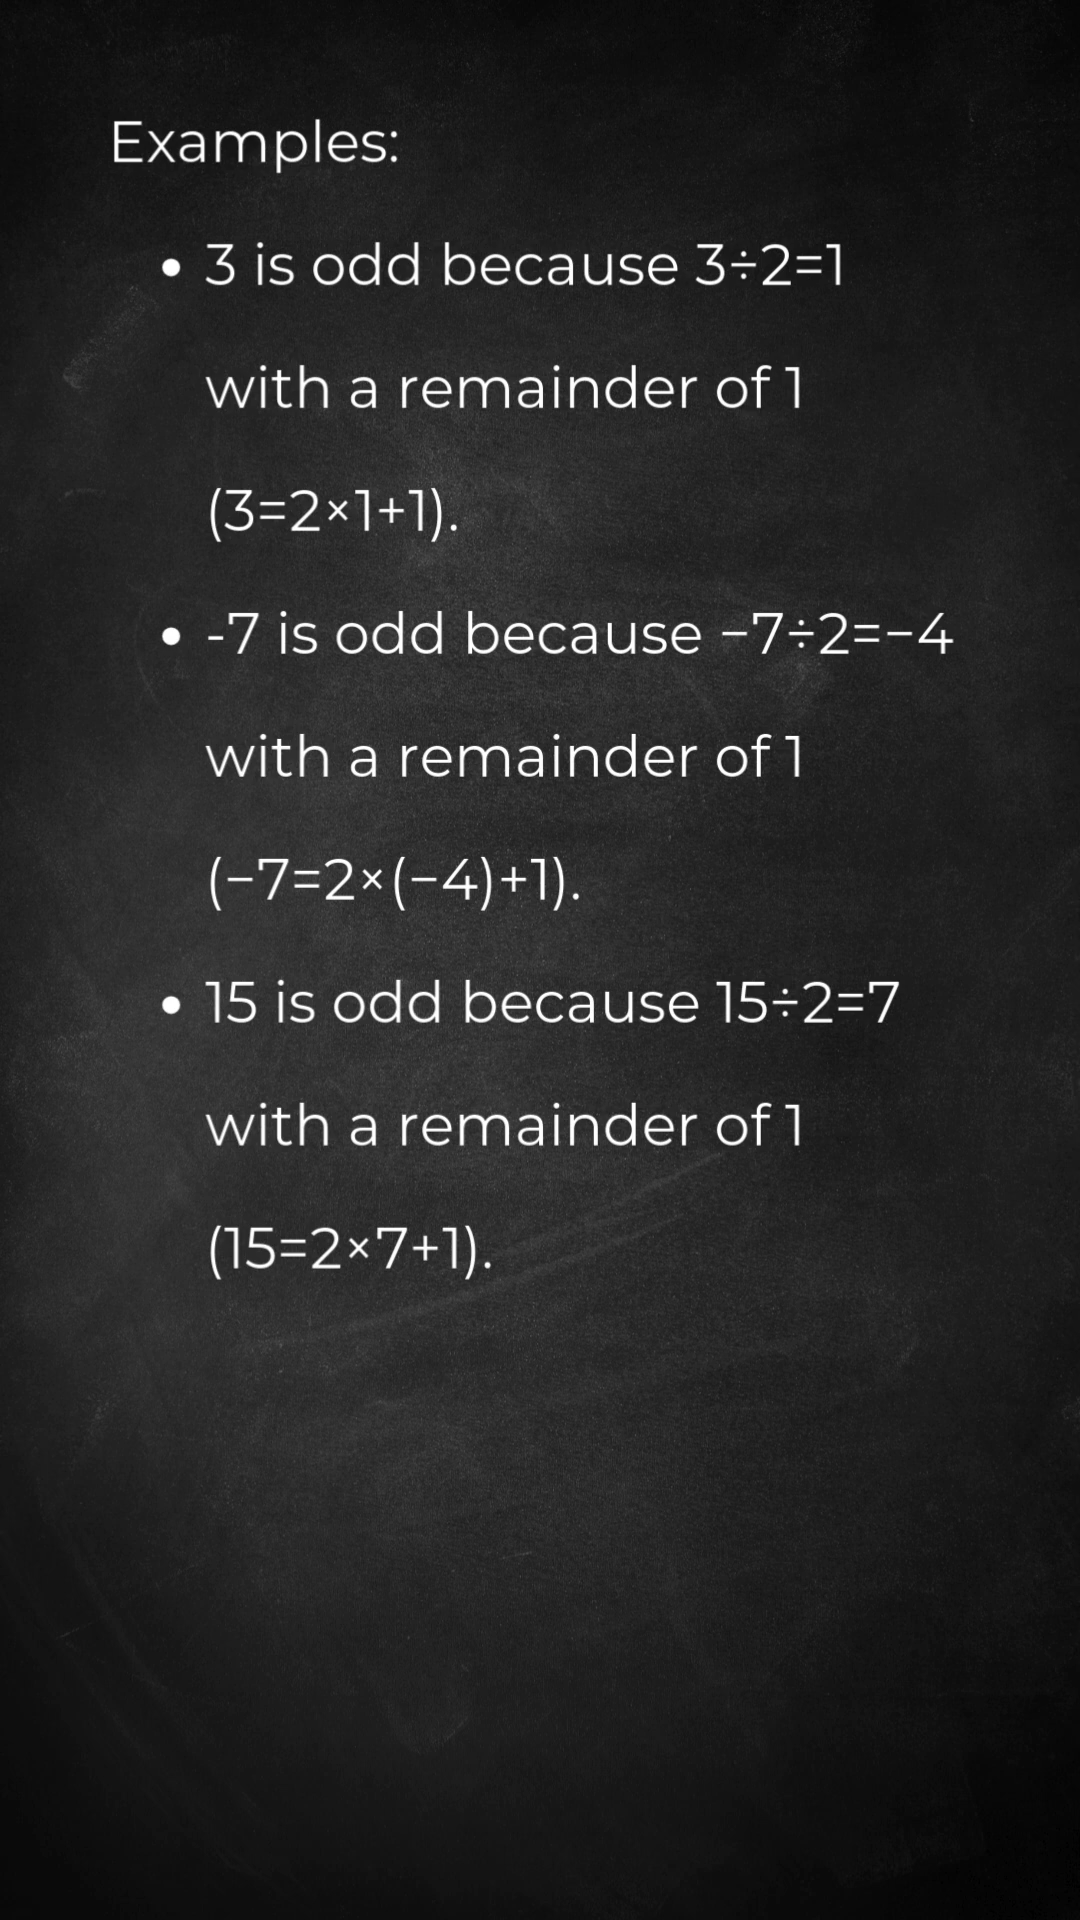 Examples:
• 3 is odd because 3÷2=1
with a remainder of 1
(3=2×1+1).
• -7 is odd because −7÷2=−4
with a remainder of 1
(−7=2×(−4)+1).
• 15 is odd because 15÷2=7
with a remainder of 1
(15=2×7+1).